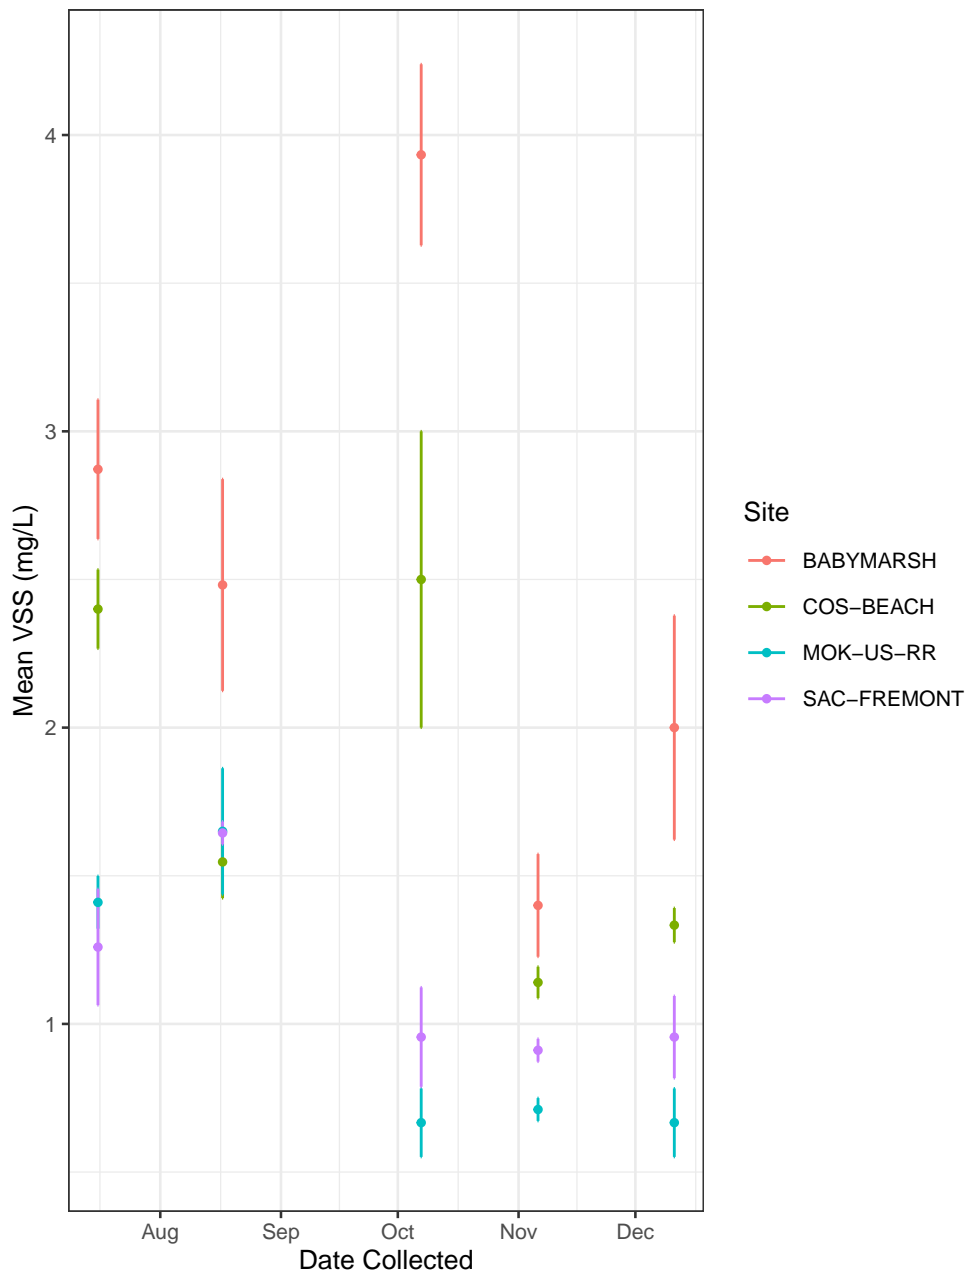 4
3
2
1
Mean VSS (mg/L)
Aug Sep Oct Nov Dec
Date Collected
Site
BABYMARSH
COS−BEACH
MOK−US−RR
SAC−FREMONT